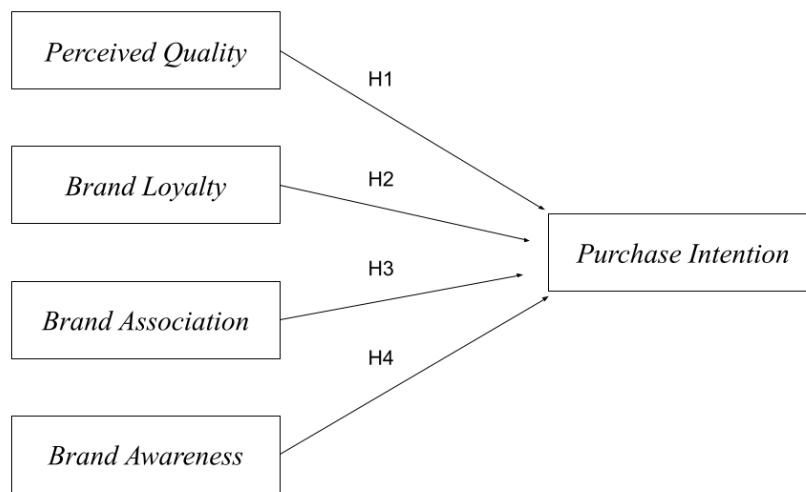 Perceived Quality
H1
Brand Loyalty
H2
Purchase Intention
H3
Brand Association
H4
Brand Awareness